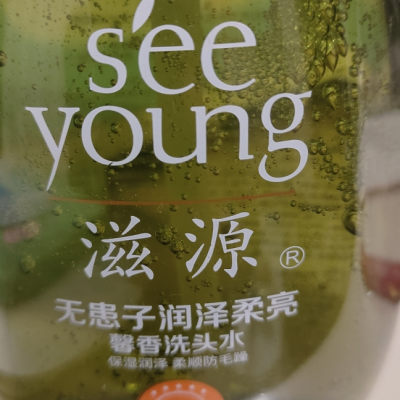 see
young
滋源®
无患子润泽柔亮
馨香洗头水
保湿润泽 柔顺防毛躁